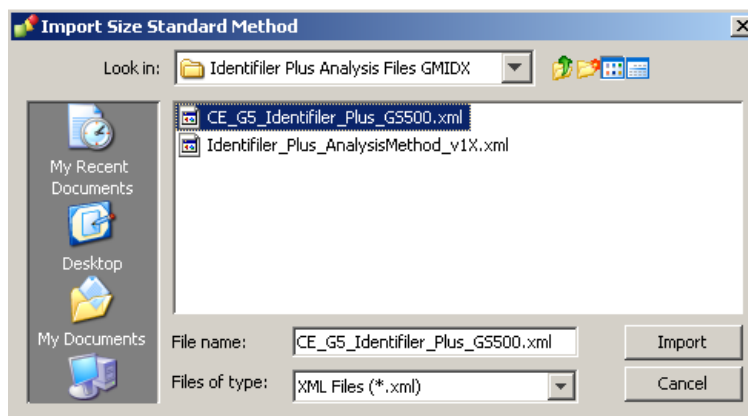 Import Size Standard Method
Look in: Identifiler Plus Analysis Files GMIDX
CE_G5_Identifiler_Plus_GS500.xml
Identifiler_Plus_AnalysisMethod_v1X.xml
My Recent
Documents
Desktop
My Documents
File name: CE_G5_Identifiler_Plus_GS500.xml Import
Files of type: XML Files (*.xml) Cancel